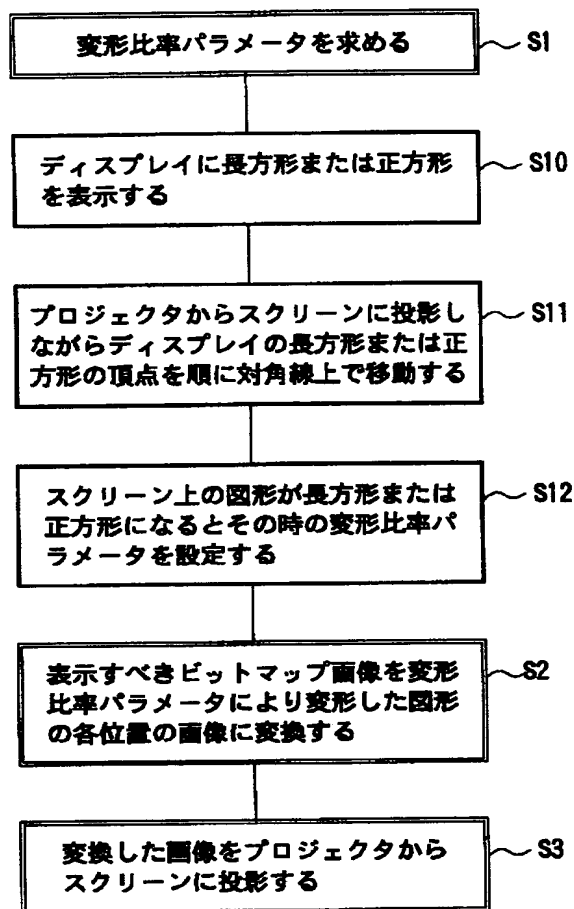 変形比率パラメータを求める
S1
ディスプレイに長方形または正方形
を表示する
S10
プロジェクタからスクリーンに投影し
ながらディスプレイの長方形または正
方形の頂点を順に対角線上で移動する
S11
スクリーン上の図形が長方形または
正方形になるとその時の変形比率パ
ラメータを設定する
S12
表示すべきビットマップ画像を変形
比率パラメータにより変形した図形
の各位置の画像に変換する
S2
変換した画像をプロジェクタから
スクリーンに投影する
S3